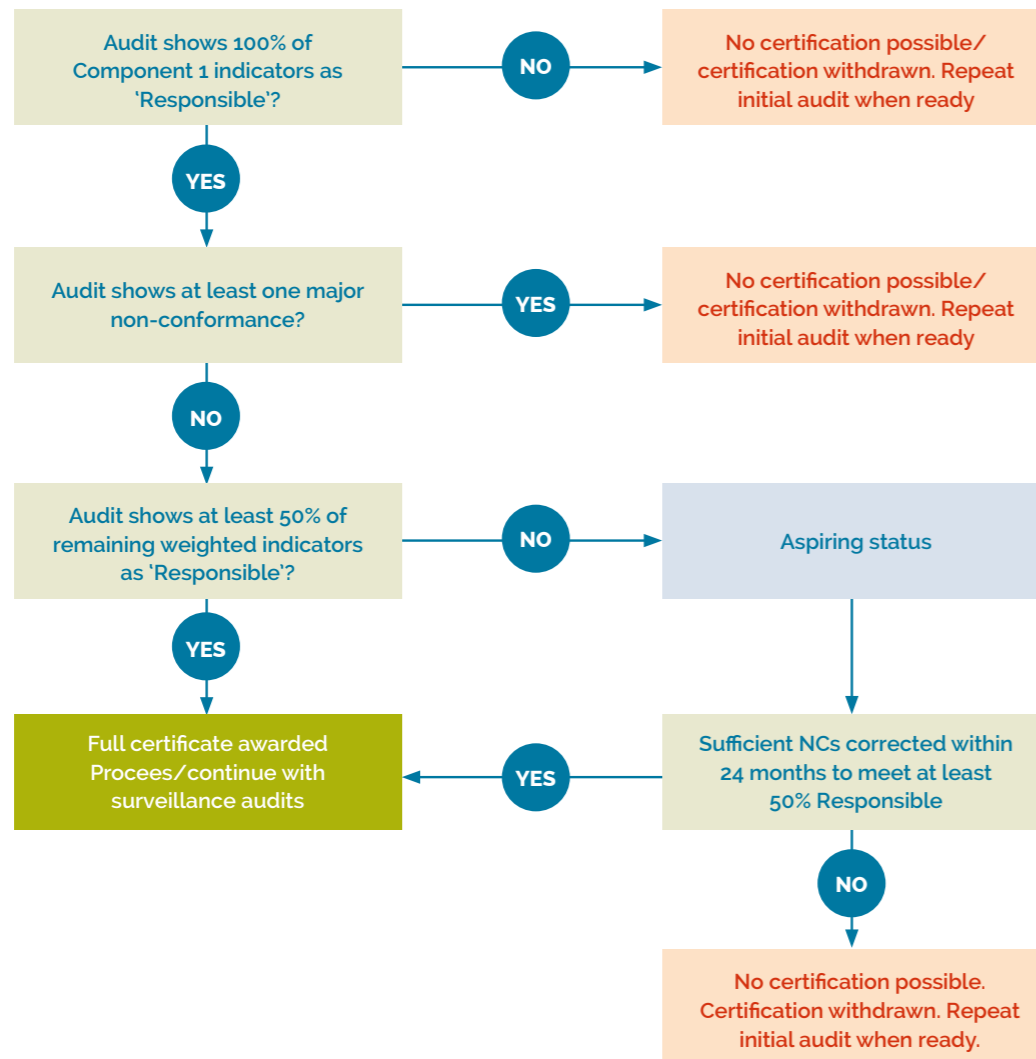 Audit shows 100% of
Component 1 indicators as
‘Responsible’?
NO
No certification possible/
certification withdrawn. Repeat
initial audit when ready
YES
Audit shows at least one major
non-conformance?
YES
No certification possible/
certification withdrawn. Repeat
initial audit when ready
NO
Audit shows at least 50% of
remaining weighted indicators
as ‘Responsible’?
NO
Aspiring status
YES
Full certificate awarded
Procees/continue with
surveillance audits
YES
Sufficient NCs corrected within
24 months to meet at least
50% Responsible
NO
No certification possible.
Certification withdrawn. Repeat
initial audit when ready.